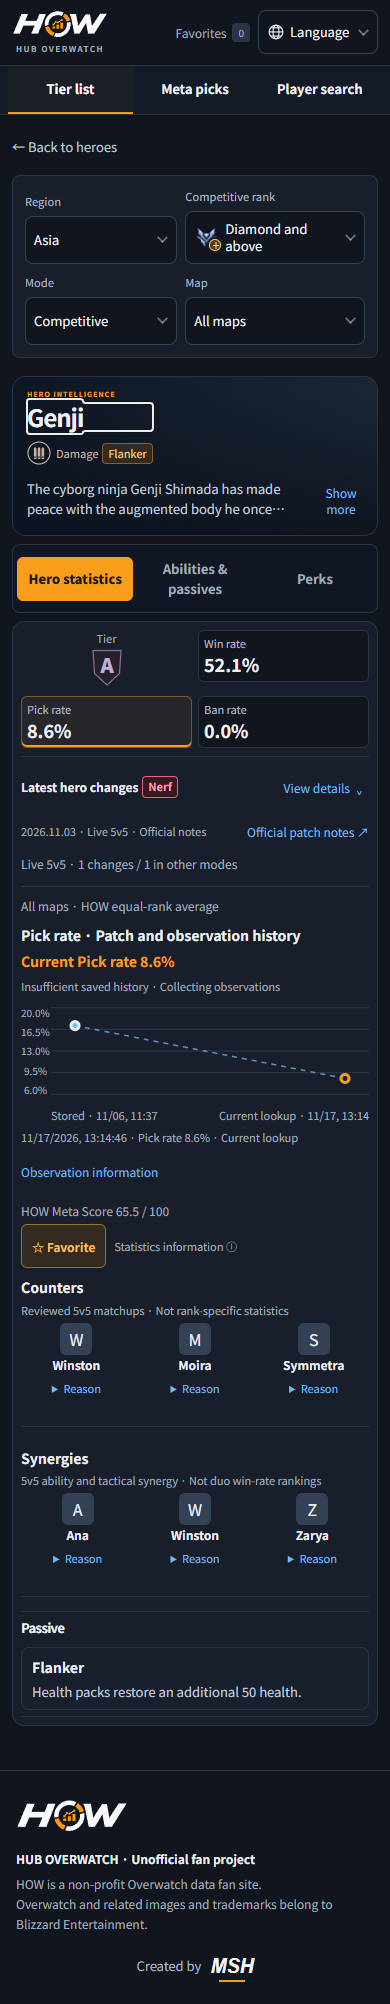 HOW
HUB OVERWATCH
Favorites 0
Language
Tier list
Meta picks
Player search
← Back to heroes
Region
Competitive rank
Asia
Diamond and
above
Mode
Map
Competitive
All maps
HERO INTELLIGENCE
Genji
Damage Flanker
The cyborg ninja Genji Shimada has made
peace with the augmented body he once⋯
Show
more
Hero statistics
Abilities &
passives
Perks
Tier
A
Win rate
52.1%
Pick rate
8.6%
Ban rate
0.0%
Latest hero changes Nerf
View details
2026.11.03 · Live 5v5 · Official notes
Official patch notes ↗
Live 5v5 · 1 changes / 1 in other modes
All maps · HOW equal-rank average
Pick rate · Patch and observation history
Current Pick rate 8.6%
Insufficient saved history · Collecting observations
20.0%
16.5%
13.0%
9.5%
6.0%
Stored · 11/06, 11:37
Current lookup · 11/17, 13:14
11/17/2026, 13:14:46 · Pick rate 8.6% · Current lookup
Observation information
HOW Meta Score 65.5 / 100
☆ Favorite
Statistics information ⓘ
Counters
Reviewed 5v5 matchups · Not rank-specific statistics
W M S
Winston Moira Symmetra
▶ Reason ▶ Reason ▶ Reason
Synergies
5v5 ability and tactical synergy · Not duo win-rate rankings
A W Z
Ana Winston Zarya
▶ Reason ▶ Reason ▶ Reason
Passive
Flanker
Health packs restore an additional 50 health.
HOW
HUB OVERWATCH · Unofficial fan project
HOW is a non-profit Overwatch data fan site.
Overwatch and related images and trademarks belong to
Blizzard Entertainment.
Created by MSH